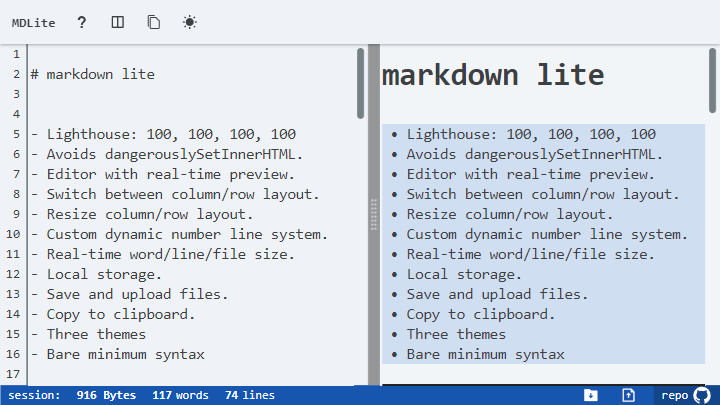 MDLite ?
1
2 # markdown lite
3
4
5 - Lighthouse: 100, 100, 100, 100
6 - Avoids dangerouslySetInnerHTML.
7 - Editor with real-time preview.
8 - Switch between column/row layout.
9 - Resize column/row layout.
10 - Custom dynamic number line system.
11 - Real-time word/line/file size.
12 - Local storage.
13 - Save and upload files.
14 - Copy to clipboard.
15 - Three themes
16 - Bare minimum syntax
17
markdown lite
• Lighthouse: 100, 100, 100, 100
• Avoids dangerouslySetInnerHTML.
• Editor with real-time preview.
• Switch between column/row layout.
• Resize column/row layout.
• Custom dynamic number line system.
• Real-time word/line/file size.
• Local storage.
• Save and upload files.
• Copy to clipboard.
• Three themes
• Bare minimum syntax
session: 916 Bytes 117 words 74 lines repo